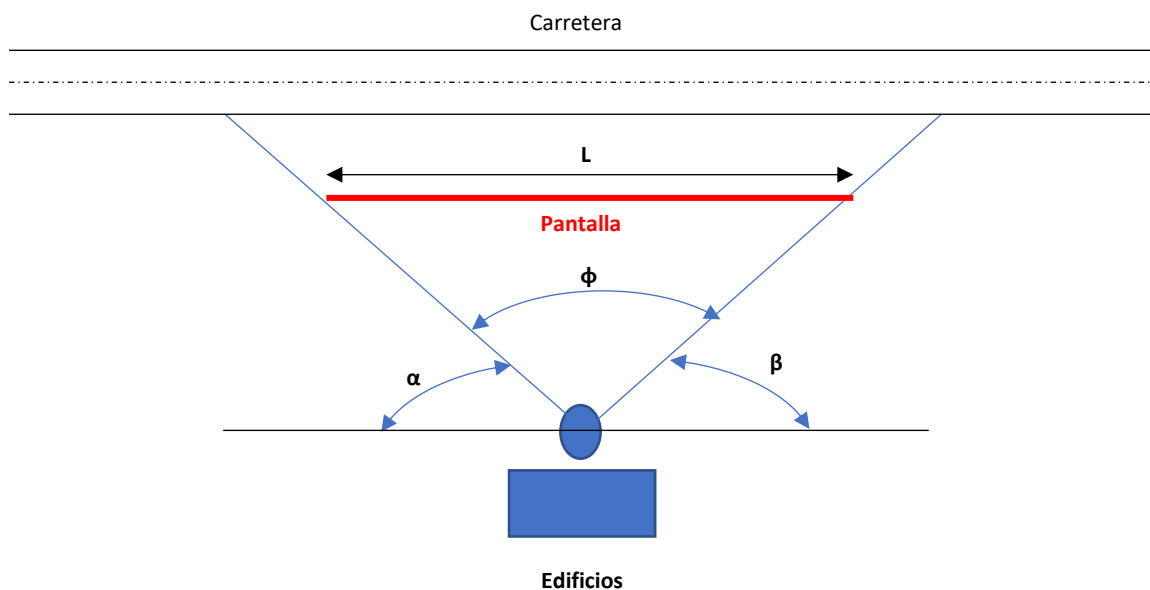 Carretera
L
Pantalla
ϕ
α
β
Edificios